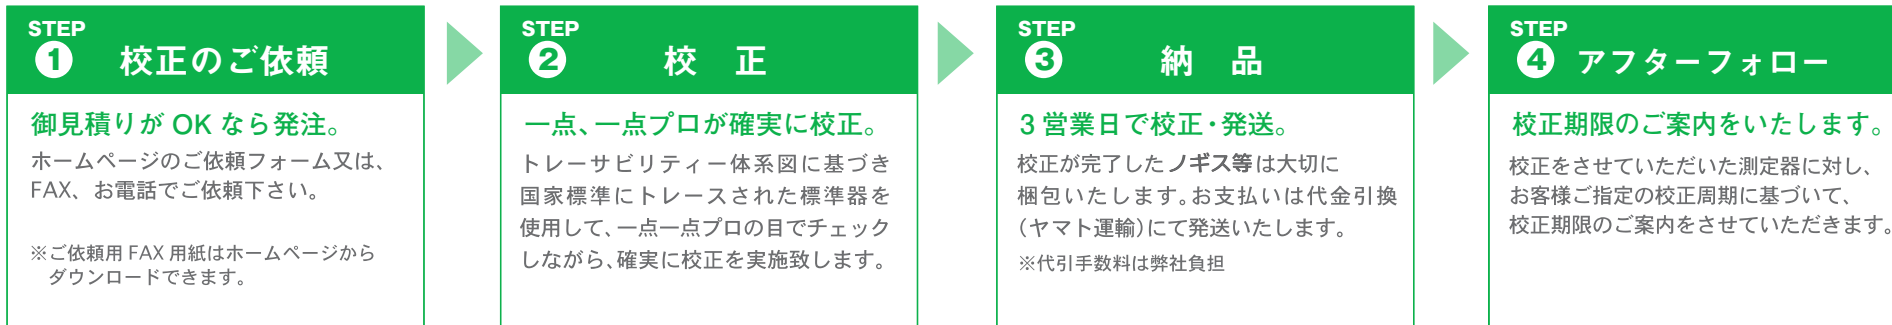 STEP
❶ 校正のご依頼
御見積りが OK なら発注。
ホームページのご依頼フォーム又は、
FAX、お電話でご依頼下さい。
※ご依頼用 FAX 用紙はホームページから
ダウンロードできます。
STEP
❷ 校 正
一点、一点プロが確実に校正。
トレーサビリティー体系図に基づき
国家標準にトレースされた標準器を
使用して、一点一点プロの目でチェック
しながら、確実に校正を実施致します。
STEP
❸ 納 品
3 営業日で校正・発送。
校正が完了したノギス等は大切に
梱包いたします。お支払いは代金引換
（ヤマト運輸）にて発送いたします。
※代引手数料は弊社負担
STEP
❹ アフターフォロー
校正期限のご案内をいたします。
校正をさせていただいた測定器に対し、
お客様ご指定の校正周期に基づいて、
校正期限のご案内をさせていただきます。